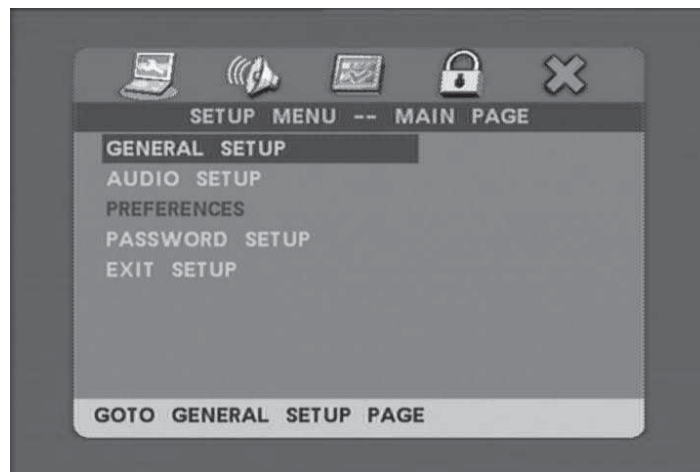 SETUP MENU -- MAIN PAGE
GENERAL SETUP
AUDIO SETUP
PREFERENCES
PASSWORD SETUP
EXIT SETUP
GOTO GENERAL SETUP PAGE